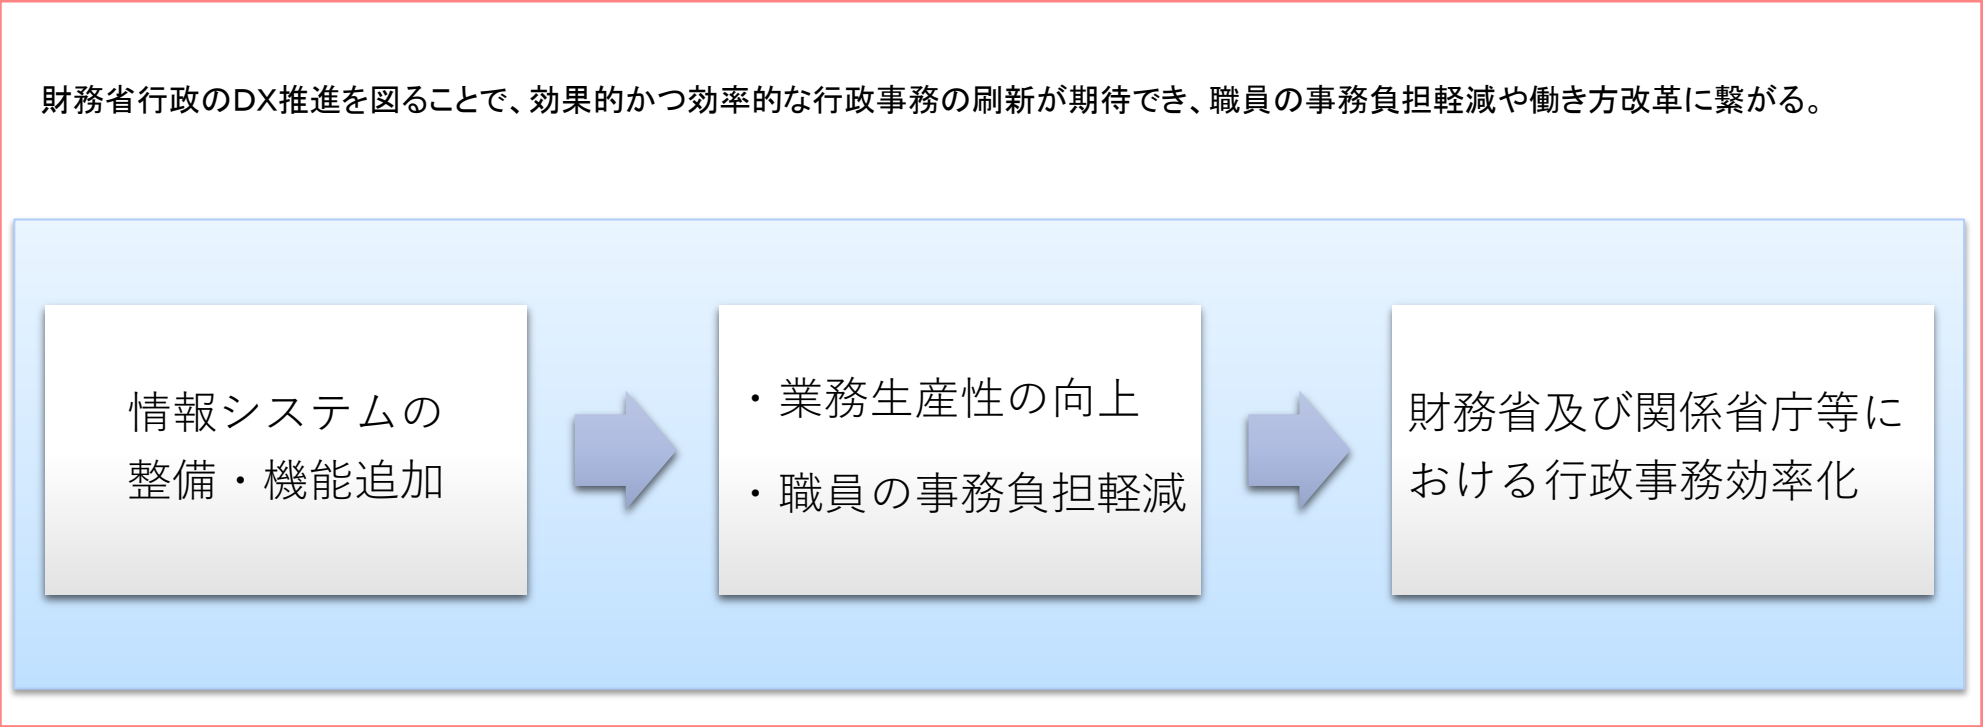 財務省行政のDX推進を図ることで、効果的かつ効率的な行政事務の刷新が期待でき、職員の事務負担軽減や働き方改革に繋がる。
情報システムの
整備・機能追加
・業務生産性の向上
・職員の事務負担軽減
財務省及び関係省庁等に
おける行政事務効率化